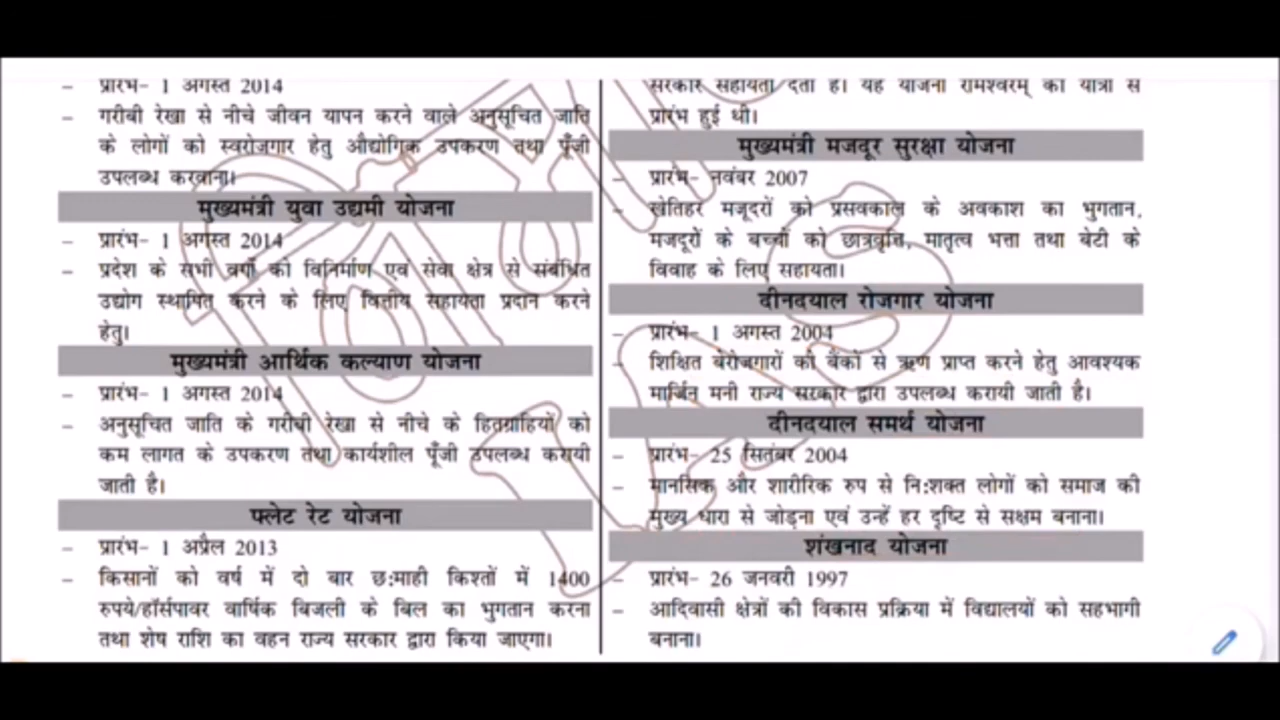 – प्रारंभ- 1 अगस्त 2014
– गरीबी रेखा से नीचे जीवन यापन करने वाले अनुसूचित जाति
के लोगों को स्वरोजगार हेतु औद्योगिक उपकरण तथा पूँजी
उपलब्ध करवाना।
मुख्यमंत्री युवा उद्यमी योजना
– प्रारंभ- 1 अगस्त 2014
– प्रदेश के सभी वर्गों को विनिर्माण एवं सेवा क्षेत्र से संबंधित
उद्योग स्थापित करने के लिए वित्तीय सहायता प्रदान करने
हेतु।
मुख्यमंत्री आर्थिक कल्याण योजना
– प्रारंभ- 1 अगस्त 2014
– अनुसूचित जाति के गरीबी रेखा से नीचे के हितग्राहियों को
कम लागत के उपकरण तथा कार्यशील पूँजी उपलब्ध करायी
जाती है।
फ्लेट रेट योजना
– प्रारंभ- 1 अप्रैल 2013
– किसानों को वर्ष में दो बार छ:माही किश्तों में 1400
रुपये/हॉर्सपावर वार्षिक बिजली के बिल का भुगतान करना
तथा शेष राशि का वहन राज्य सरकार द्वारा किया जाएगा।
सरकार सहायता देती है। यह योजना रामेश्वरम् की यात्रा से
प्रारंभ हुई थी।
मुख्यमंत्री मजदूर सुरक्षा योजना
– प्रारंभ- नवंबर 2007
– खेतिहर मजूदरों को प्रसवकाल के अवकाश का भुगतान,
मजदूरों के बच्चों को छात्रवृत्ति, मातृत्व भत्ता तथा बेटी के
विवाह के लिए सहायता।
दीनदयाल रोजगार योजना
– प्रारंभ- 1 अगस्त 2004
– शिक्षित बेरोजगारों को बैंकों से ऋण प्राप्त करने हेतु आवश्यक
मार्जिन मनी राज्य सरकार द्वारा उपलब्ध करायी जाती है।
दीनदयाल समर्थ योजना
– प्रारंभ- 25 सितंबर 2004
– मानसिक और शारीरिक रुप से नि:शक्त लोगों को समाज की
मुख्य धारा से जोड़ना एवं उन्हें हर दृष्टि से सक्षम बनाना।
शंखनाद योजना
– प्रारंभ- 26 जनवरी 1997
– आदिवासी क्षेत्रों की विकास प्रक्रिया में विद्यालयों को सहभागी
बनाना।